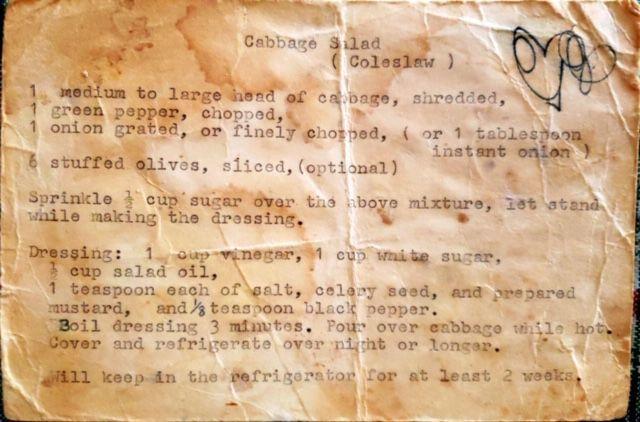 Cabbage Salad
( Coleslaw )
1 medium to large head of cabbage, shredded,
1 green pepper, chopped,
1 onion grated, or finely chopped, ( or 1 tablespoon
instant onion )
6 stuffed olives, sliced, (optional)
Sprinkle ½ cup sugar over the above mixture, let stand
while making the dressing.
Dressing: 1 cup vinegar, 1 cup white sugar,
½ cup salad oil,
1 teaspoon each of salt, celery seed, and prepared
mustard, and 1/8 teaspoon black pepper.
Boil dressing 3 minutes. Pour over cabbage while hot.
Cover and refrigerate over night or longer.
Will keep in the refrigerator for at least 2 weeks.